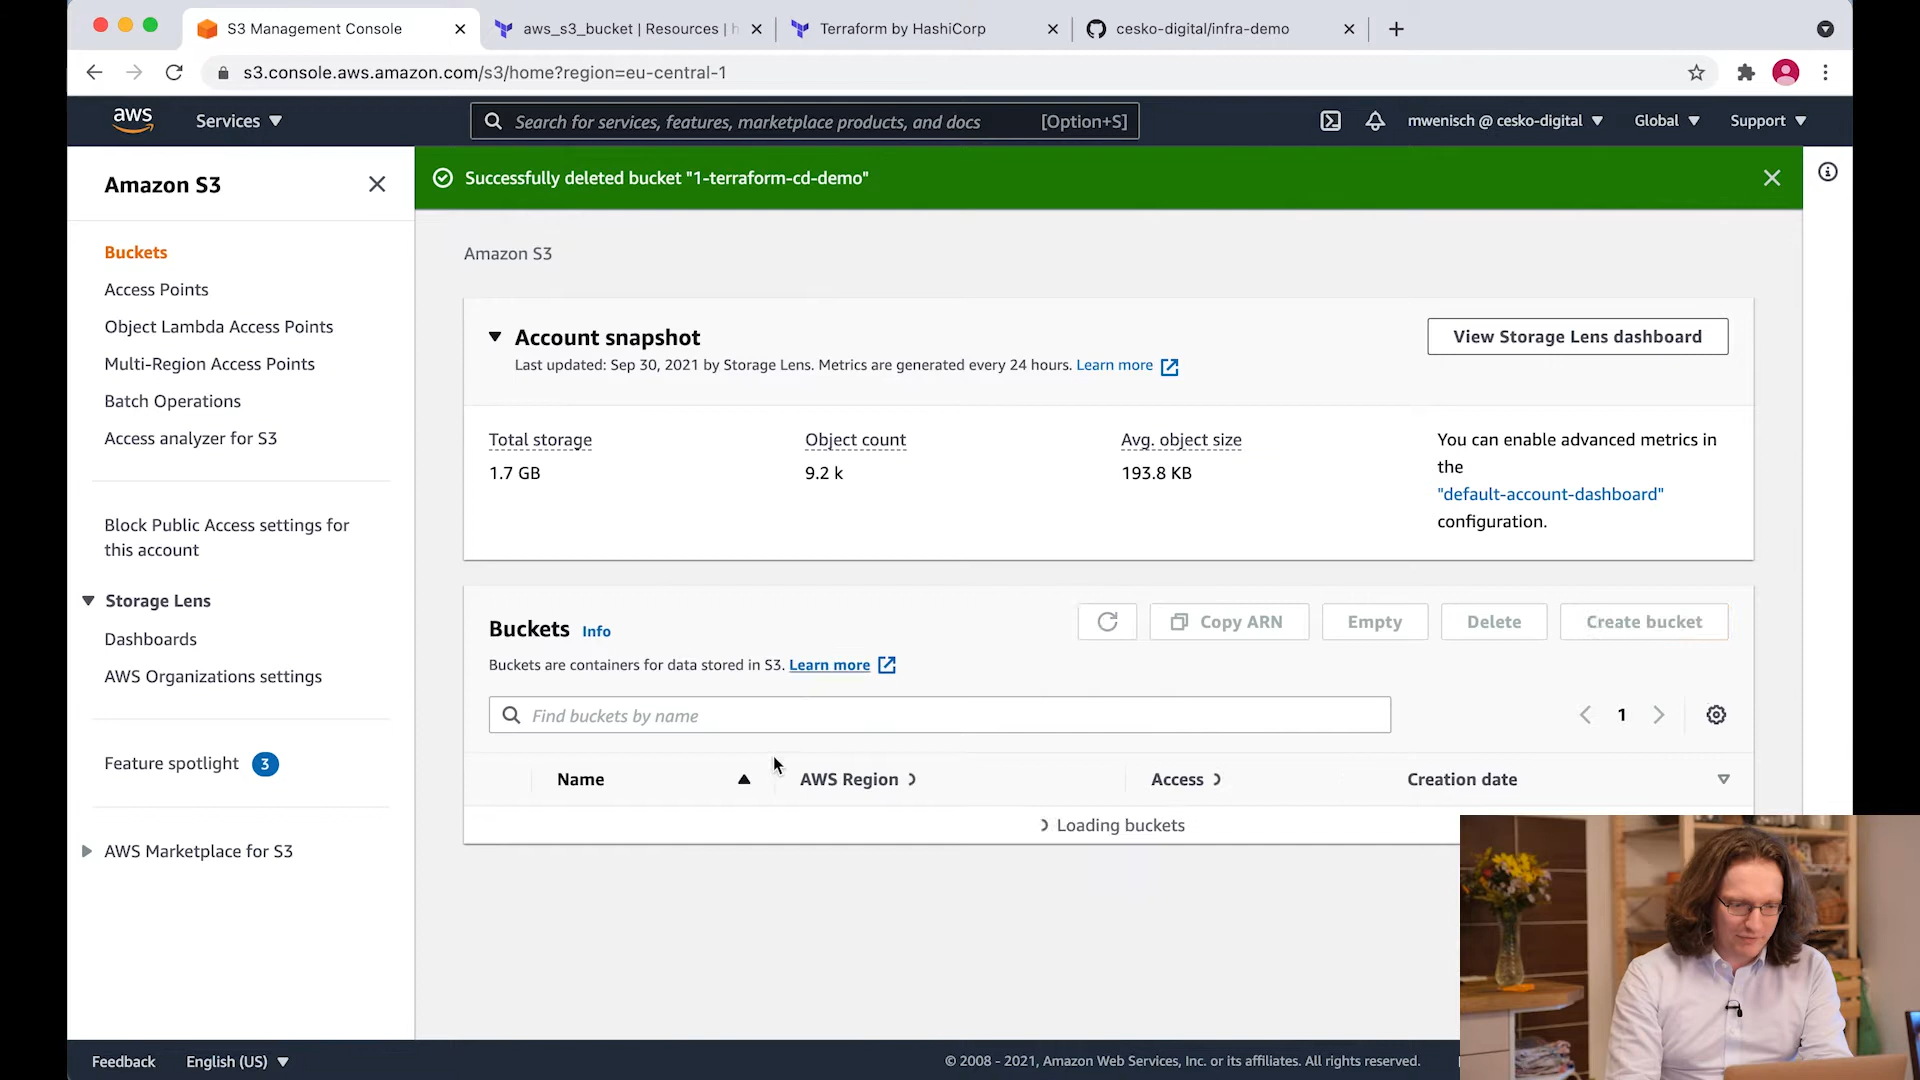 S3 Management Console
aws_s3_bucket | Resources | h
Terraform by HashiCorp
cesko-digital/infra-demo
s3.console.aws.amazon.com/s3/home?region=eu-central-1
aws
Services
Search for services, features, marketplace products, and docs
[Option+S]
mwenisch @ cesko-digital
Global
Support
Amazon S3
Buckets
Access Points
Object Lambda Access Points
Multi-Region Access Points
Batch Operations
Access analyzer for S3
Block Public Access settings for
this account
Storage Lens
Dashboards
AWS Organizations settings
Feature spotlight 3
AWS Marketplace for S3
Successfully deleted bucket "1-terraform-cd-demo"
Amazon S3
Account snapshot
Last updated: Sep 30, 2021 by Storage Lens. Metrics are generated every 24 hours. Learn more
View Storage Lens dashboard
Total storage
1.7 GB
Object count
9.2 k
Avg. object size
193.8 KB
You can enable advanced metrics in
the
"default-account-dashboard"
configuration.
Buckets Info
Buckets are containers for data stored in S3. Learn more
Copy ARN
Empty
Delete
Create bucket
Find buckets by name
1
Name
AWS Region
Access
Creation date
Loading buckets
Feedback
English (US)
© 2008 - 2021, Amazon Web Services, Inc. or its affiliates. All rights reserved.